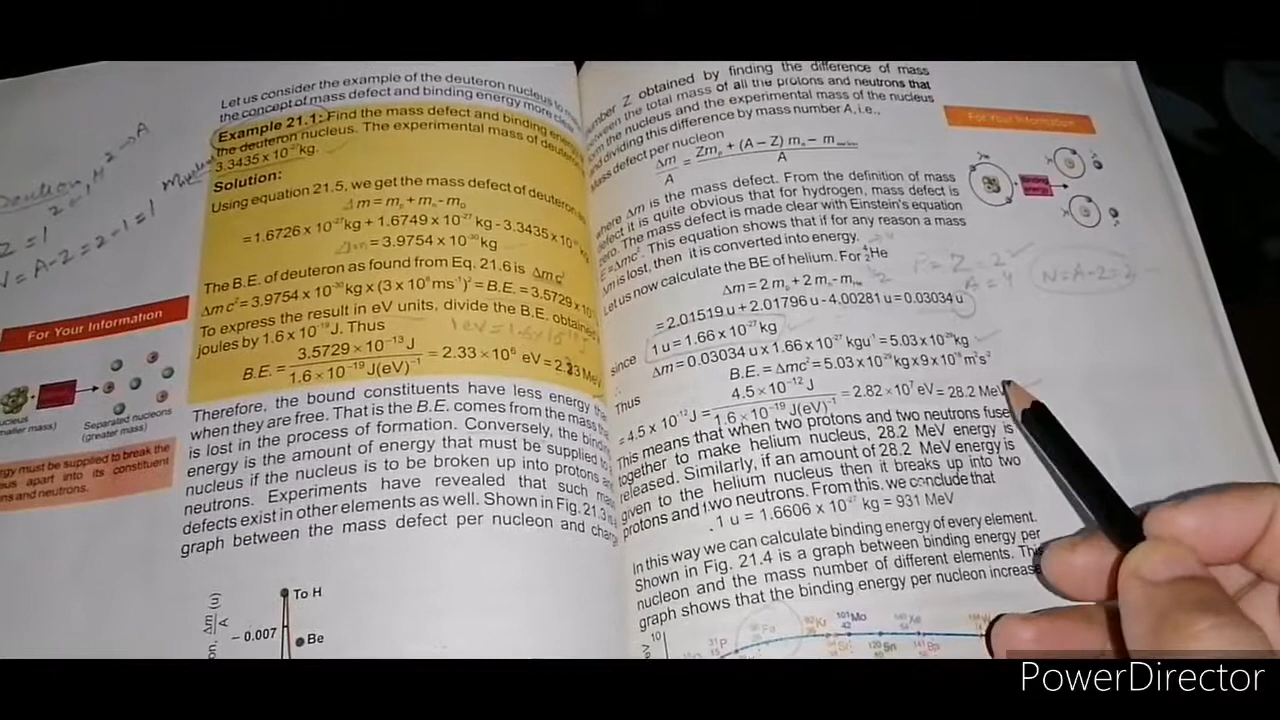 Let us consider the example of the deuteron nucleus to
the concept of mass defect and binding energy more
Example 21.1: Find the mass defect and binding energy
the deuteron nucleus. The experimental mass of deuteron
3.3435 x 10⁻²⁷kg.
Solution:
Using equation 21.5, we get the mass defect of deuteron as
Δm = mₚ + mₙ - m_D
=1.6726 x 10⁻²⁷kg + 1.6749 x 10⁻²⁷ kg - 3.3435 x 10
Δm = 3.9754 x 10⁻³⁰kg
The B.E. of deuteron as found from Eq. 21.6 is Δmc²
Δmc² = 3.9754 x 10⁻³⁰kg x (3 x 10⁸ms⁻¹)² = B.E. = 3.5729 x 10
To express the result in eV units, divide the B.E. obtained
joules by 1.6 x 10⁻¹⁹J. Thus
B.E. = 3.5729×10⁻¹³ J / 1.6×10⁻¹⁹ J(eV)⁻¹ = 2.33×10⁶ eV = 2.23 MeV
Therefore, the bound constituents have less energy
when they are free. That is the B.E. comes from the mass
is lost in the process of formation. Conversely, the
energy is the amount of energy that must be supplied to
nucleus if the nucleus is to be broken up into protons
neutrons. Experiments have revealed that such
defects exist in other elements as well. Shown in Fig. 21.3
graph between the mass defect per nucleon and
To H
- 0.007
Be
Δm
A
Z = 1
N = A-Z = 2-1 = 1
For Your Information
Separated nucleons
(greater mass)
must be supplied to break the
apart into its constituent
and neutrons.
Z obtained by finding the difference of mass
between the total mass of all the protons and neutrons that
form the nucleus and the experimental mass of the nucleus
and dividing this difference by mass number A, i.e.,
Mass defect per nucleon
Δm / A = Zmₚ + (A – Z) mₙ – m / A
where Δm is the mass defect. From the definition of mass
defect it is quite obvious that for hydrogen, mass defect is
zero. The mass defect is made clear with Einstein's equation
E=Δmc². This equation shows that if for any reason a mass
Δm is lost, then it is converted into energy.
Let us now calculate the BE of helium. For ⁴₂He
Δm = 2 mₚ + 2 mₙ - m
= 2.01519 u + 2.01796 u - 4.00281 u = 0.03034 u
since 1 u = 1.66 x 10⁻²⁷ kg
∴ Δm = 0.03034 u x 1.66 x 10⁻²⁷ kgu⁻¹ = 5.03 x 10⁻²⁹kg
B.E. = Δmc² = 5.03 x 10⁻²⁹kg x 9 x 10¹⁶ m²s⁻²
Thus
= 4.5 x 10⁻¹² J = 4.5×10⁻¹² J / 1.6×10⁻¹⁹ J(eV)⁻¹ = 2.82 × 10⁷ eV = 28.2 MeV
This means that when two protons and two neutrons fuse
together to make helium nucleus, 28.2 MeV energy is
released. Similarly, if an amount of 28.2 MeV energy is
given to the helium nucleus then it breaks up into two
protons and two neutrons. From this, we conclude that
1 u = 1.6606 x 10⁻²⁷ kg = 931 MeV
In this way we can calculate binding energy of every element.
Shown in Fig. 21.4 is a graph between binding energy per
nucleon and the mass number of different elements. This
graph shows that the binding energy per nucleon increase
10
For Your Information
P = Z = 2
A = 4
N = A-Z = 2
PowerDirector